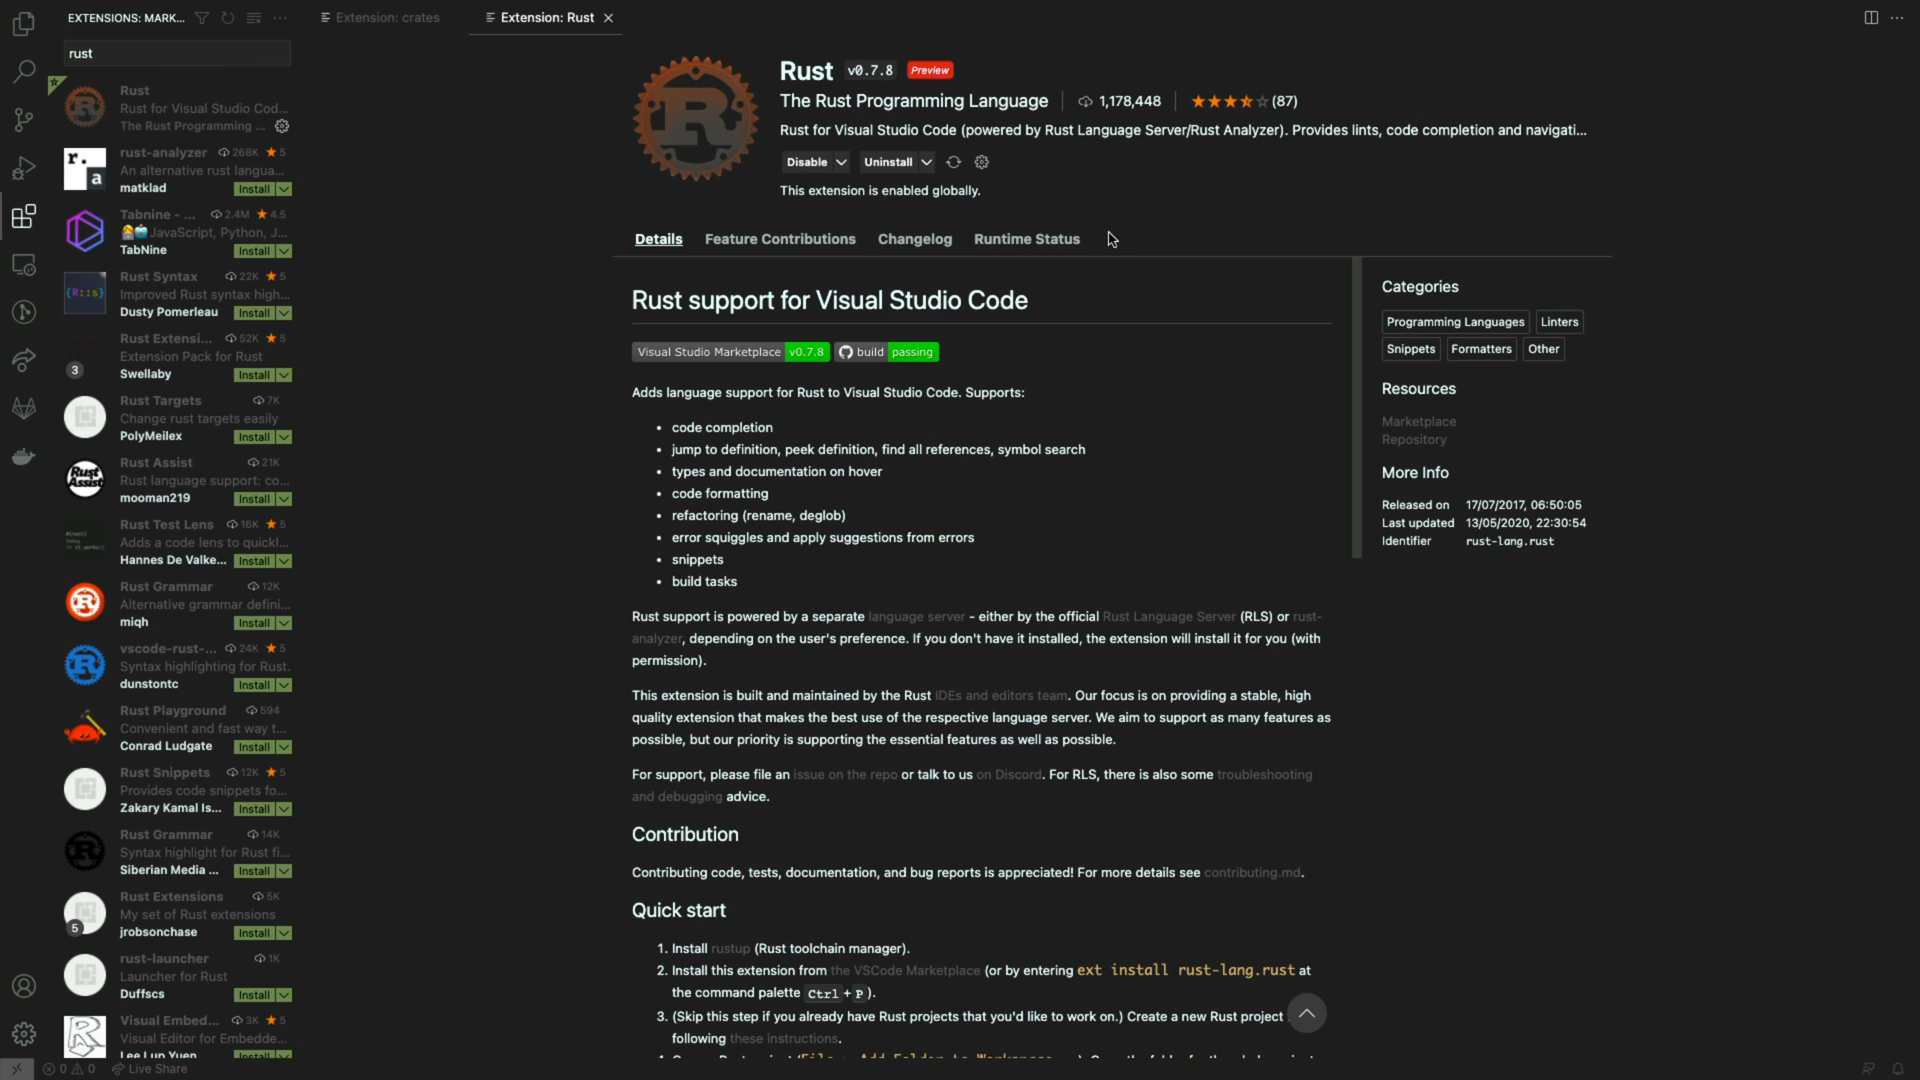 EXTENSIONS: MARK...
rust
Rust
Rust for Visual Studio Cod...
The Rust Programming ...
rust-analyzer 268K ★ 5
An alternative rust langua...
matklad Install
Tabnine - ... 2.4M ★ 4.5
JavaScript, Python, J...
TabNine Install
Rust Syntax 22K ★ 5
{R::s}
Improved Rust syntax high...
Dusty Pomerleau Install
Rust Extensi... 52K ★ 5
Extension Pack for Rust
3
Swellaby Install
Rust Targets 7K
Change rust targets easily
PolyMeilex Install
Rust Assist 21K
Rust Assist
Rust language support: co...
mooman219 Install
Rust Test Lens 16K ★ 5
Adds a code lens to quickl...
Hannes De Valke... Install
Rust Grammar 12K
Alternative grammar defini...
miqh Install
vscode-rust-... 24K ★ 5
Syntax highlighting for Rust.
dunstontc Install
Rust Playground 594
Convenient and fast way t...
Conrad Ludgate Install
Rust Snippets 12K ★ 5
Provides code snippets fo...
Zakary Kamal Is... Install
Rust Grammar 14K
Syntax highlight for Rust fi...
Siberian Media ... Install
Rust Extensions 5K
My set of Rust extensions
5
jrobsonchase Install
rust-launcher 1K
Launcher for Rust
Duffscs Install
Visual Embed... 3K ★ 5
Visual Editor for Embedde...
Lee Lup Yuen Install
0 0 Live Share
Extension: crates
Extension: Rust
Rust v0.7.8 Preview
The Rust Programming Language 1,178,448 (87)
Rust for Visual Studio Code (powered by Rust Language Server/Rust Analyzer). Provides lints, code completion and navigati...
Disable Uninstall
This extension is enabled globally.
Details Feature Contributions Changelog Runtime Status
Rust support for Visual Studio Code
Visual Studio Marketplace v0.7.8 build passing
Adds language support for Rust to Visual Studio Code. Supports:
• code completion
• jump to definition, peek definition, find all references, symbol search
• types and documentation on hover
• code formatting
• refactoring (rename, deglob)
• error squiggles and apply suggestions from errors
• snippets
• build tasks
Rust support is powered by a separate language server - either by the official Rust Language Server (RLS) or rust-
analyzer, depending on the user's preference. If you don't have it installed, the extension will install it for you (with
permission).
This extension is built and maintained by the Rust IDEs and editors team. Our focus is on providing a stable, high
quality extension that makes the best use of the respective language server. We aim to support as many features as
possible, but our priority is supporting the essential features as well as possible.
For support, please file an issue on the repo or talk to us on Discord. For RLS, there is also some troubleshooting
and debugging advice.
Contribution
Contributing code, tests, documentation, and bug reports is appreciated! For more details see contributing.md.
Quick start
1. Install rustup (Rust toolchain manager).
2. Install this extension from the VSCode Marketplace (or by entering ext install rust-lang.rust at
the command palette Ctrl + P ).
3. (Skip this step if you already have Rust projects that you'd like to work on.) Create a new Rust project
following these instructions.
Categories
Programming Languages Linters
Snippets Formatters Other
Resources
Marketplace
Repository
More Info
Released on 17/07/2017, 06:50:05
Last updated 13/05/2020, 22:30:54
Identifier rust-lang.rust